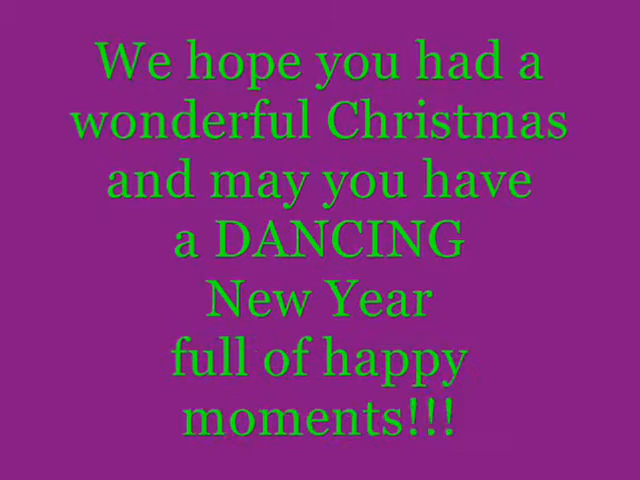 We hope you had a
wonderful Christmas
and may you have
a DANCING
New Year
full of happy
moments!!!